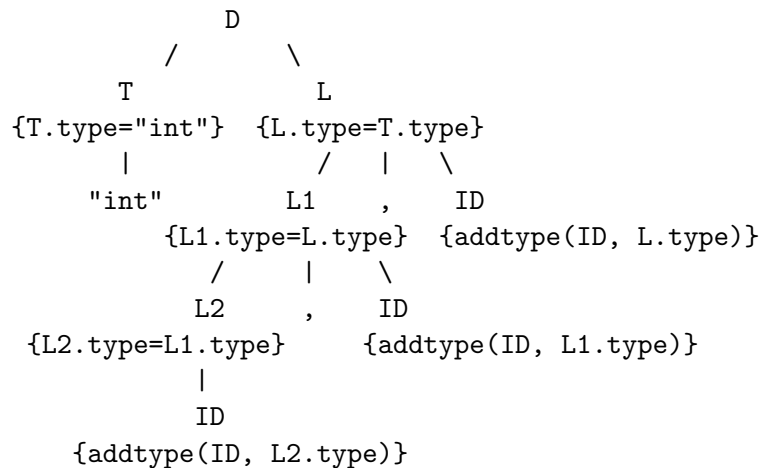 D
/ \
T L
{T.type="int"} {L.type=T.type}
| / | \
"int" L1 , ID
{L1.type=L.type} {addtype(ID, L.type)}
/ | \
L2 , ID
{L2.type=L1.type} {addtype(ID, L1.type)}
|
ID
{addtype(ID, L2.type)}